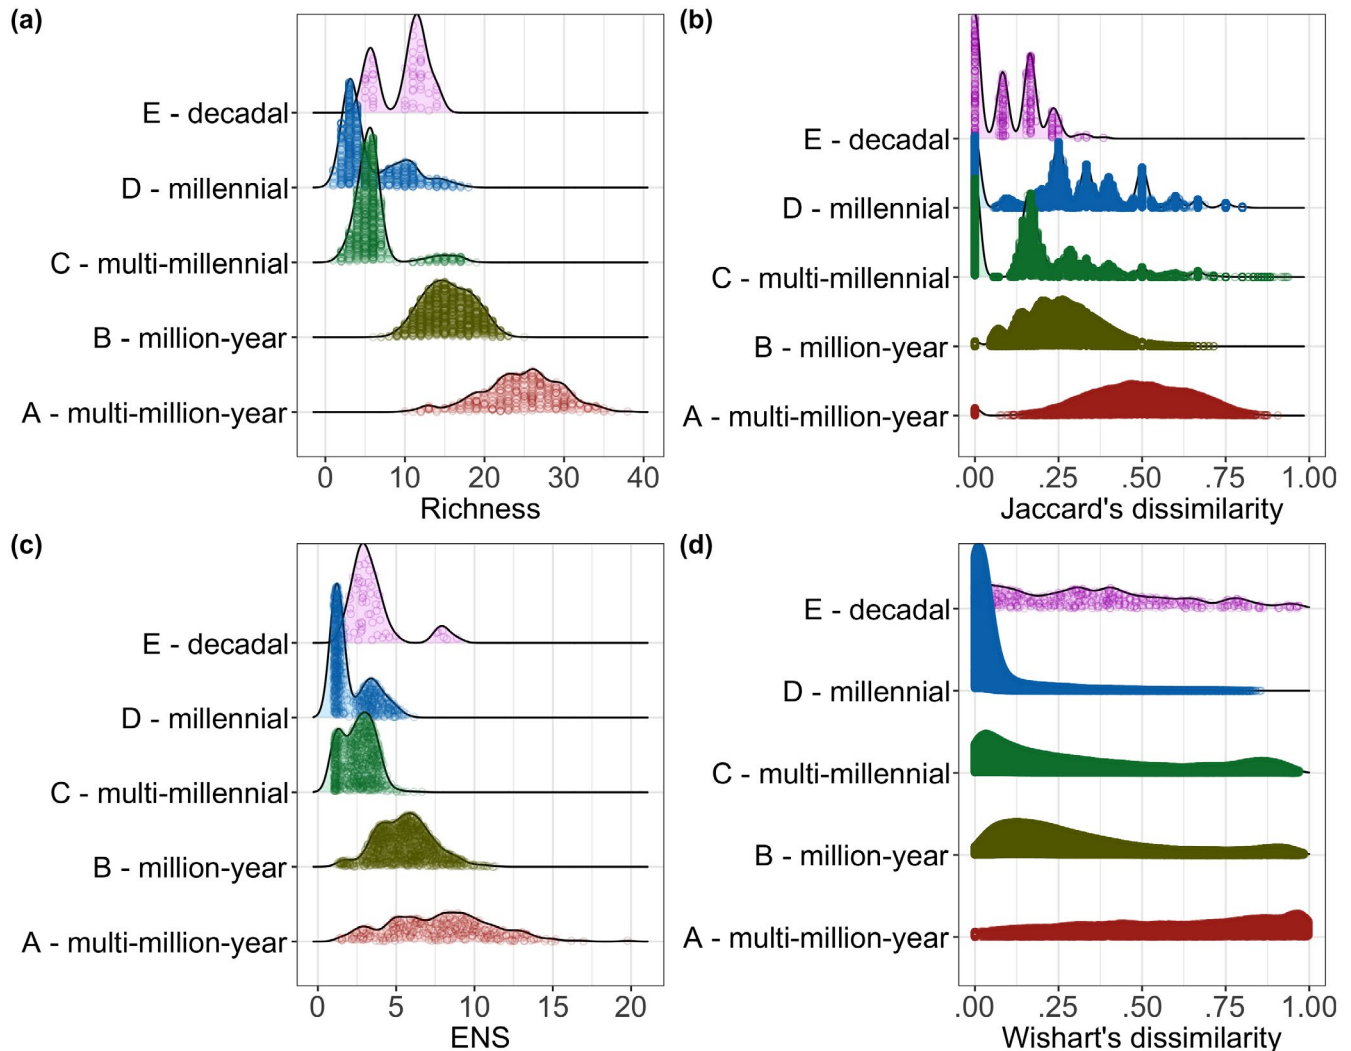 (a)
E - decadal
D - millennial
C - multi-millennial
B - million-year
A - multi-million-year
0 10 20 30 40
Richness
(b)
E - decadal
D - millennial
C - multi-millennial
B - million-year
A - multi-million-year
.00 .25 .50 .75 1.00
Jaccard's dissimilarity
(c)
E - decadal
D - millennial
C - multi-millennial
B - million-year
A - multi-million-year
0 5 10 15 20
ENS
(d)
E - decadal
D - millennial
C - multi-millennial
B - million-year
A - multi-million-year
.00 .25 .50 .75 1.00
Wishart's dissimilarity